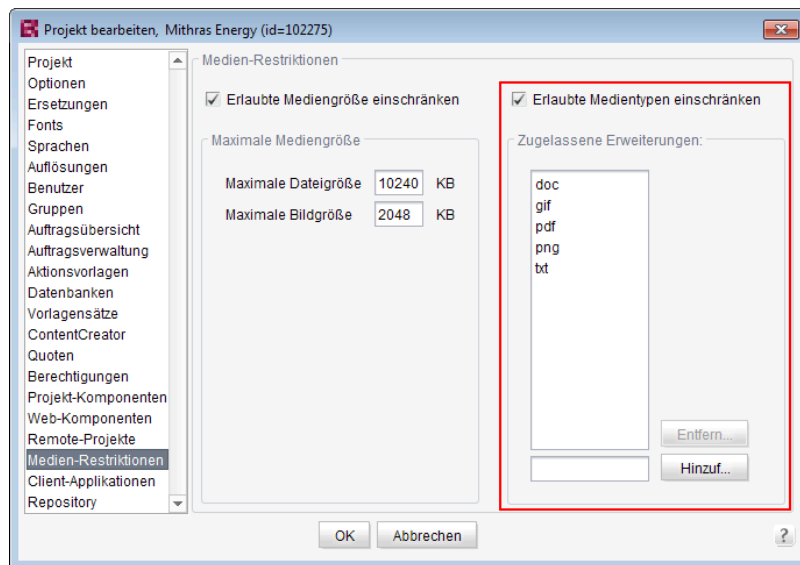 Projekt bearbeiten, Mithras Energy (id=102275)
Projekt
Optionen
Ersetzungen
Fonts
Sprachen
Auflösungen
Benutzer
Gruppen
Auftragsübersicht
Auftragsverwaltung
Aktionsvorlagen
Datenbanken
Vorlagensätze
ContentCreator
Quoten
Berechtigungen
Projekt-Komponenten
Web-Komponenten
Remote-Projekte
Medien-Restriktionen
Client-Applikationen
Repository
Medien-Restriktionen
Erlaubte Mediengröße einschränken
Maximale Mediengröße
Maximale Dateigröße 10240 KB
Maximale Bildgröße 2048 KB
Erlaubte Medientypen einschränken
Zugelassene Erweiterungen:
doc
gif
pdf
png
txt
Entfern...
Hinzuf...
OK Abbrechen ?